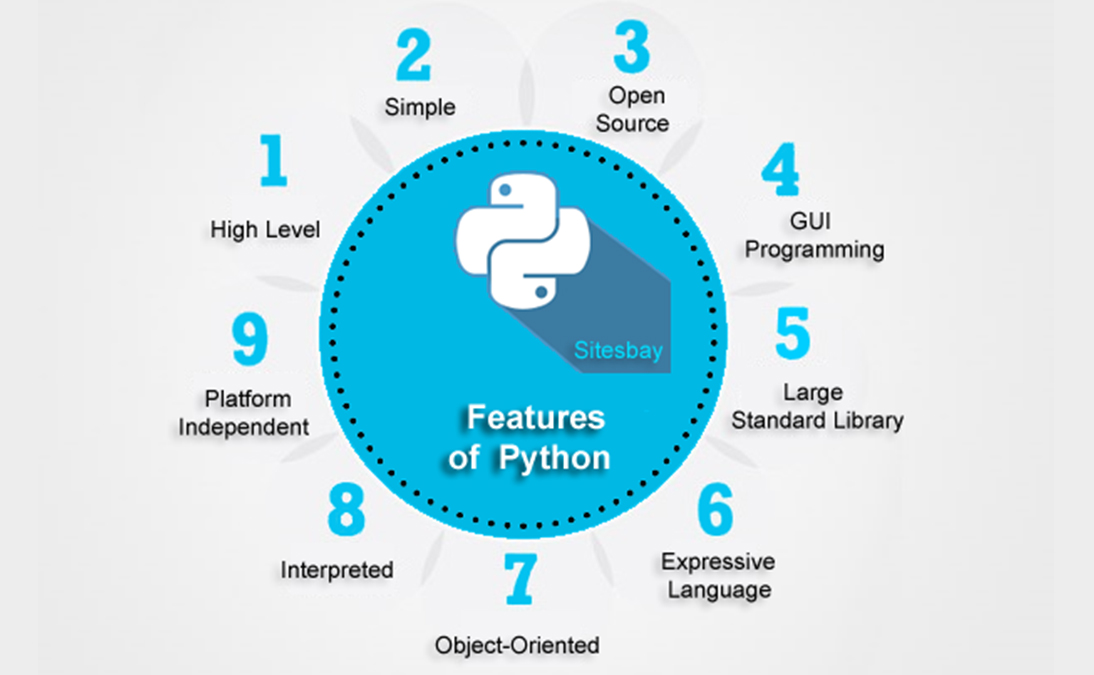 1
High Level
2
Simple
3
Open
Source
4
GUI
Programming
5
Large
Standard Library
6
Expressive
Language
7
Object-Oriented
8
Interpreted
9
Platform
Independent
Sitesbay
Features
of Python